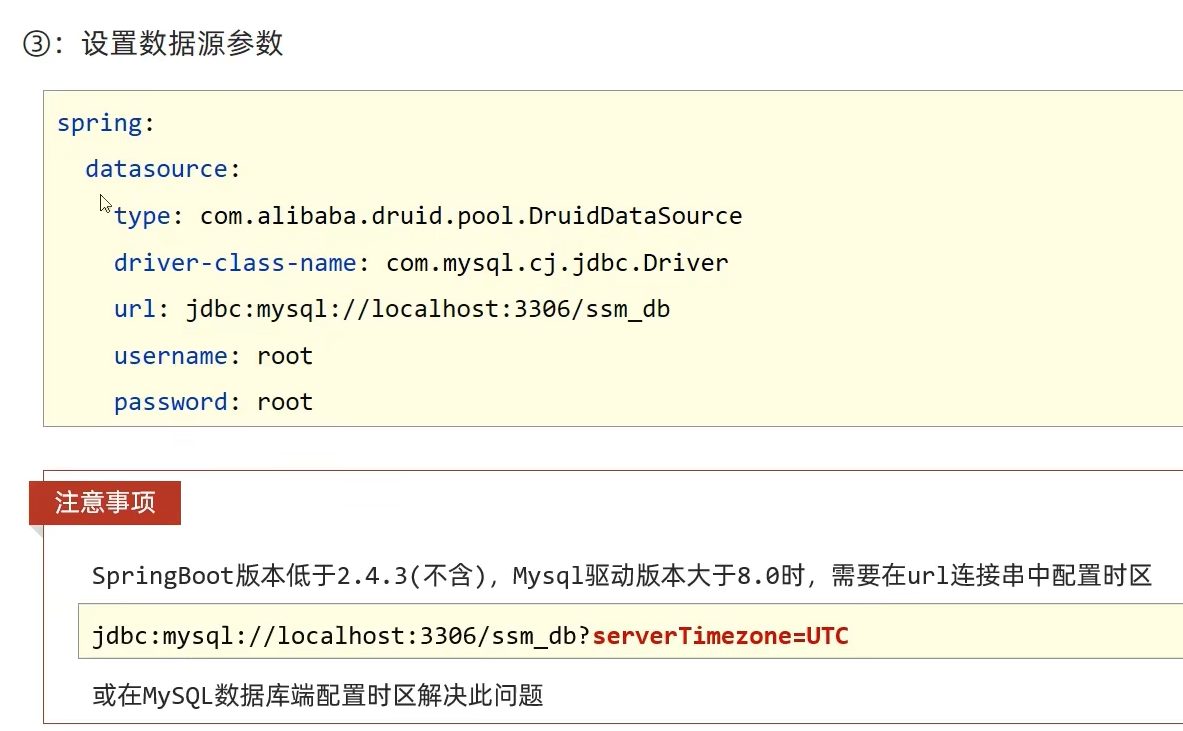 ③：设置数据源参数
spring:
  datasource:
    type: com.alibaba.druid.pool.DruidDataSource
    driver-class-name: com.mysql.cj.jdbc.Driver
    url: jdbc:mysql://localhost:3306/ssm_db
    username: root
    password: root
注意事项
SpringBoot版本低于2.4.3(不含)，Mysql驱动版本大于8.0时，需要在url连接串中配置时区
jdbc:mysql://localhost:3306/ssm_db?serverTimezone=UTC
或在MySQL数据库端配置时区解决此问题